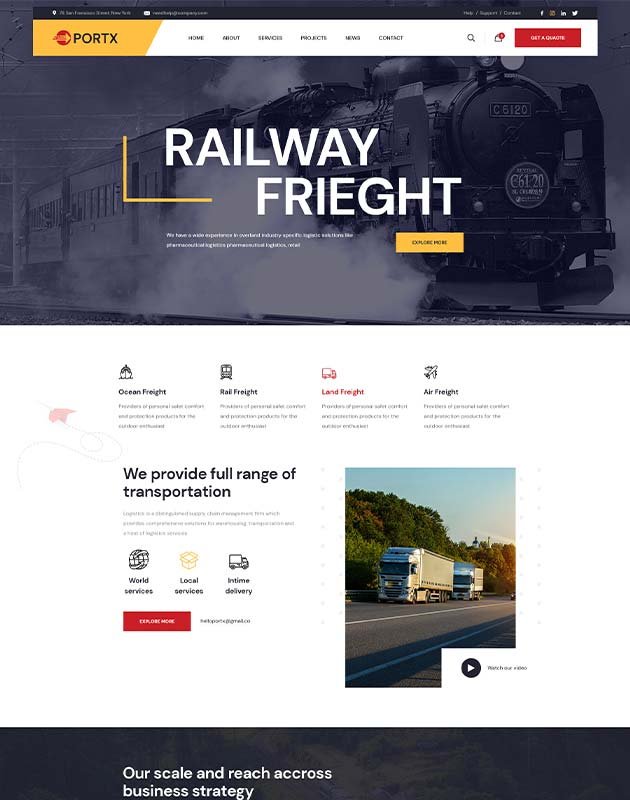 76 San Francisco Street, New York
needhelp@company.com
Help / Support / Contact
PORTX
HOME
ABOUT
SERVICES
PROJECTS
NEWS
CONTACT
GET A QUAOTE
C 6120
C6120
RAILWAY
FRIEGHT
We have a wide experience in overland industry-specific logistic solutions like
pharmaceutical logistics pharmaceutical logistics, retail
EXPLORE MORE
Ocean Freight
Rail Freight
Land Freight
Air Freight
Providers of personal safer comfort
and protection products for the
outdoor enthusiast
Providers of personal safer comfort
and protection products for the
outdoor enthusiast
Providers of personal safer comfort
and protection products for the
outdoor enthusiast
Providers of personal safer comfort
and protection products for the
outdoor enthusiast
We provide full range of
transportation
Logistics is a distinguished supply chain management firm which
provides comprehensive solutions for warehousing, transportation and
a host of logistics services.
World
services
Local
services
Intime
delivery
EXPLORE MORE
helloportx@gmail.co
Watch our video
Our scale and reach accross
business strategy